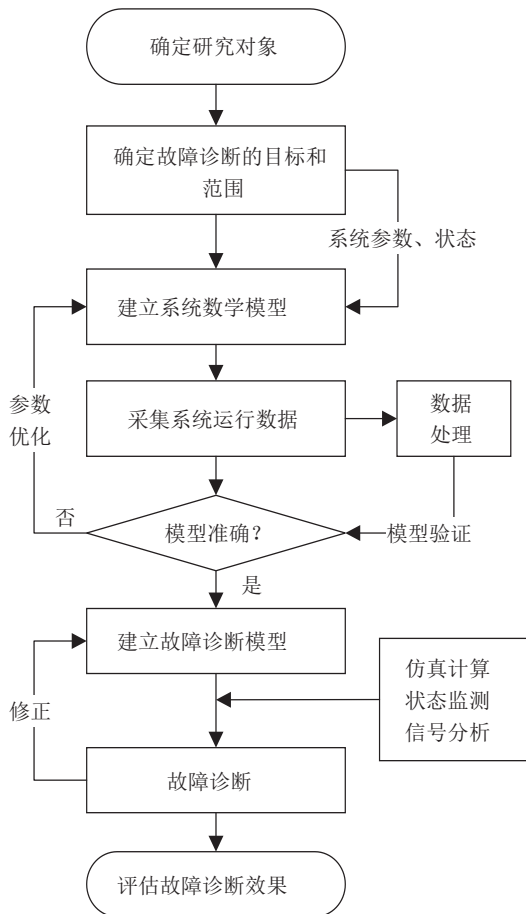 确定研究对象
确定故障诊断的目标和
范围
系统参数、状态
建立系统数学模型
参数
优化
采集系统运行数据
数据
处理
否
模型准确？
模型验证
是
建立故障诊断模型
仿真计算
状态监测
信号分析
修正
故障诊断
评估故障诊断效果